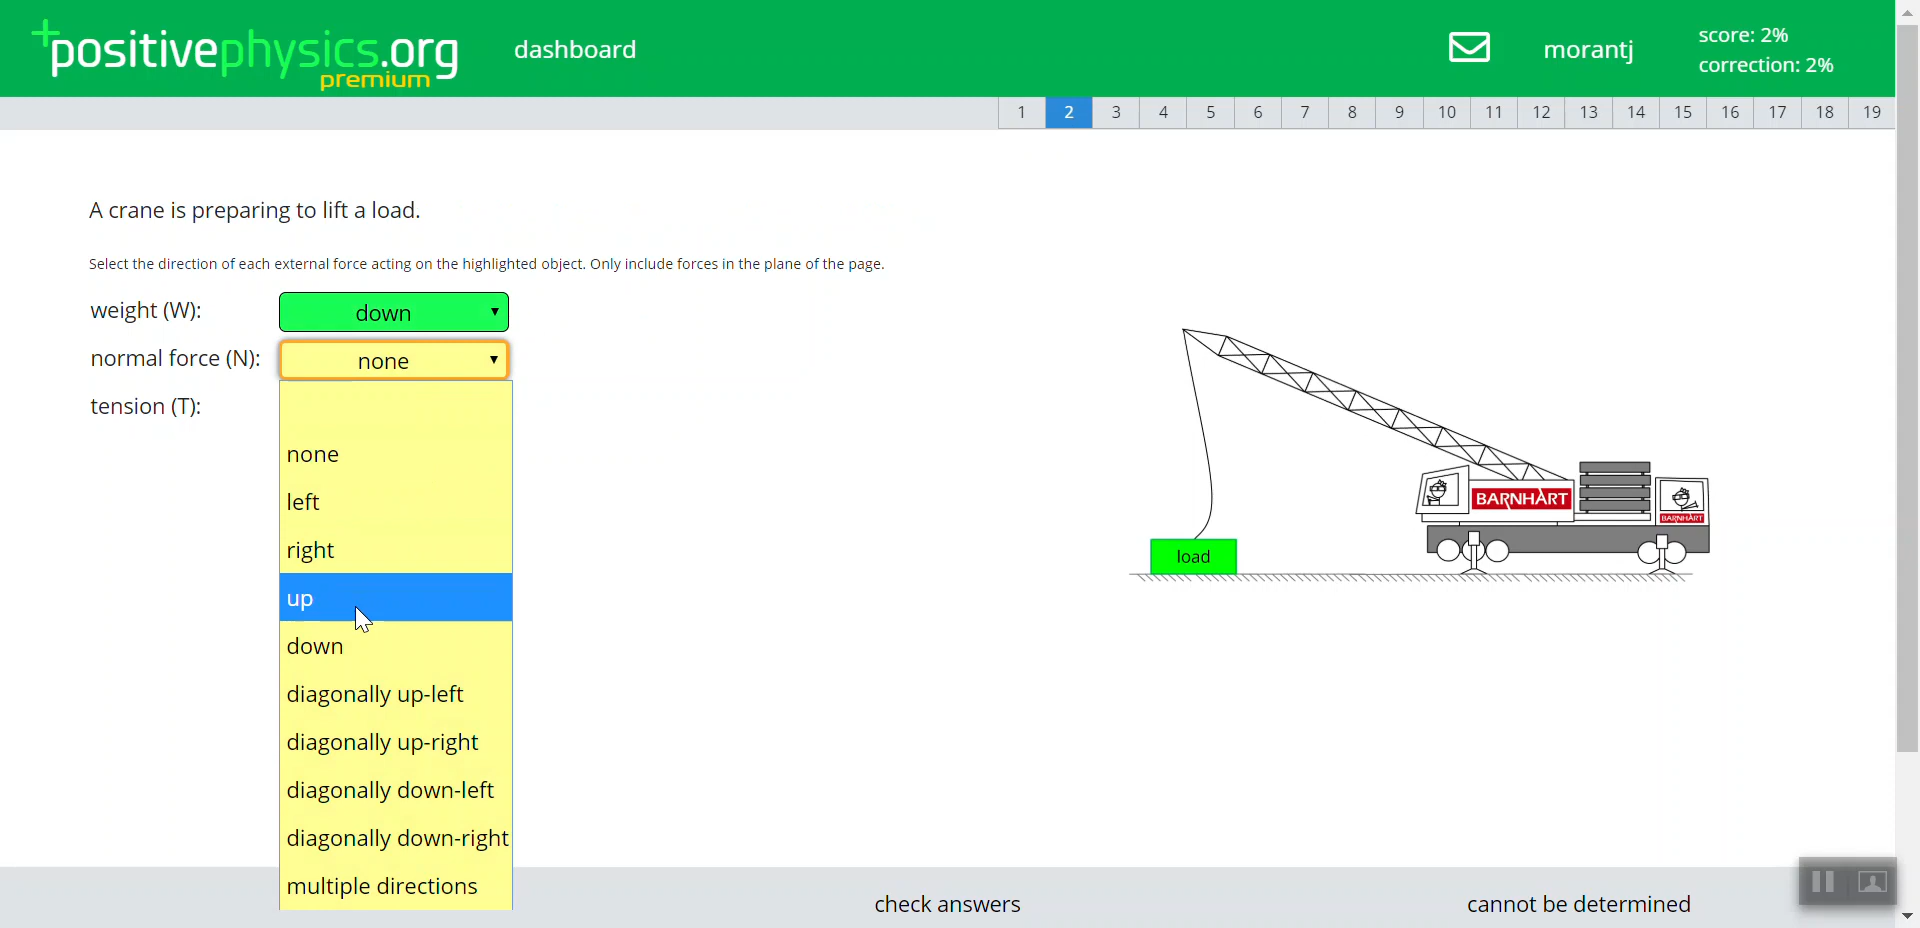 +positivephysics.org
premium
dashboard
morantj
score: 2%
correction: 2%
1 2 3 4 5 6 7 8 9 10 11 12 13 14 15 16 17 18 19
A crane is preparing to lift a load.
Select the direction of each external force acting on the highlighted object. Only include forces in the plane of the page.
weight (W): down
normal force (N): none
tension (T):
none
left
right
up
down
diagonally up-left
diagonally up-right
diagonally down-left
diagonally down-right
multiple directions
BARNHART
BARNHART
load
check answers
cannot be determined